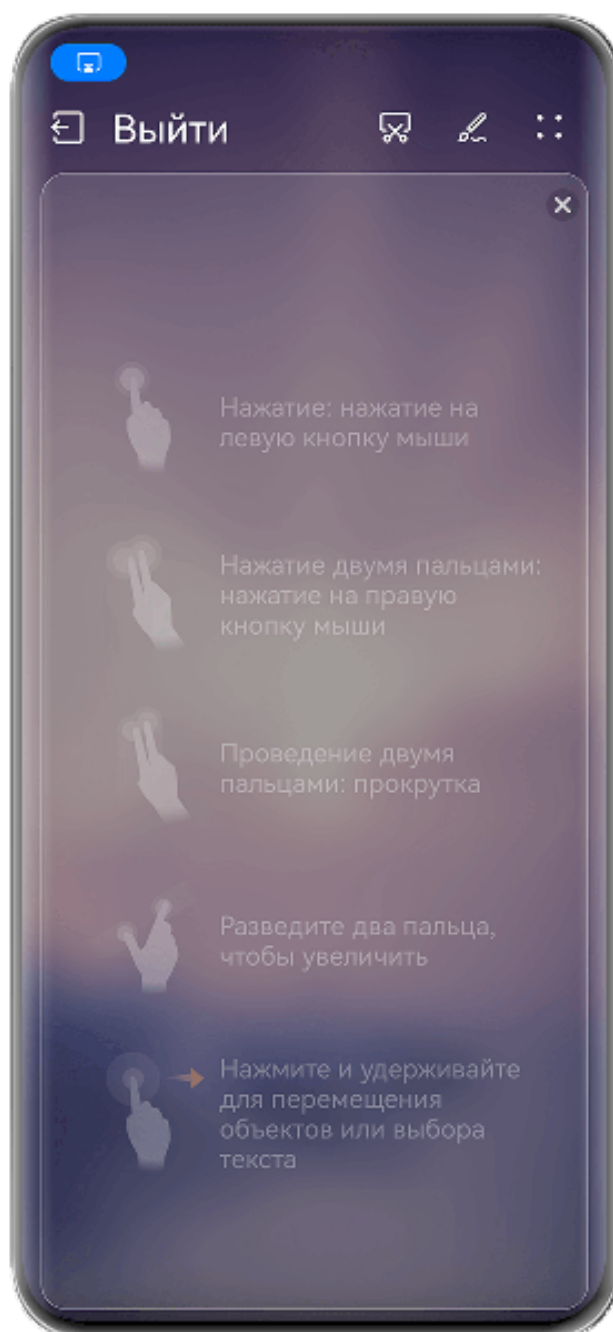 Выйти
Нажатие: нажатие на
левую кнопку мыши
Нажатие двумя пальцами:
нажатие на правую
кнопку мыши
Проведение двумя
пальцами: прокрутка
Разведите два пальца,
чтобы увеличить
Нажмите и удерживайте
для перемещения
объектов или выбора
текста